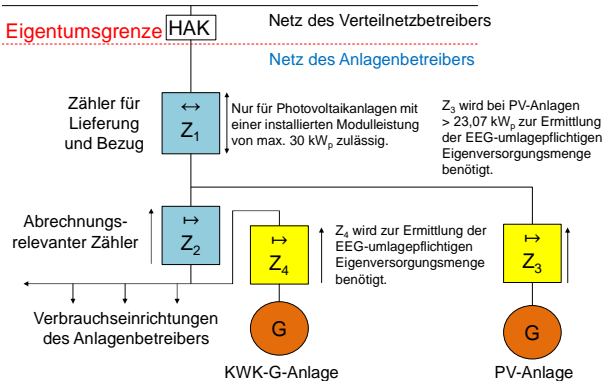 Netz des Verteilnetzbetreibers
Eigentumsgrenze
HAK
Netz des Anlagenbetreibers
Zähler für
Lieferung
und Bezug
↔
Z₁
Nur für Photovoltaikanlagen mit
einer installierten Modulleistung
von max. 30 kWₚ zulässig.
Z₃ wird bei PV-Anlagen
> 23,07 kWₚ zur Ermittlung
der EEG-umlagepflichtigen
Eigenversorgungsmenge
benötigt.
Abrechnungs-
relevanter Zähler
↦
Z₂
↦
Z₄
Z₄ wird zur Ermittlung der
EEG-umlagepflichtigen
Eigenversorgungsmenge
benötigt.
↦
Z₃
Verbrauchseinrichtungen
des Anlagenbetreibers
G
KWK-G-Anlage
G
PV-Anlage